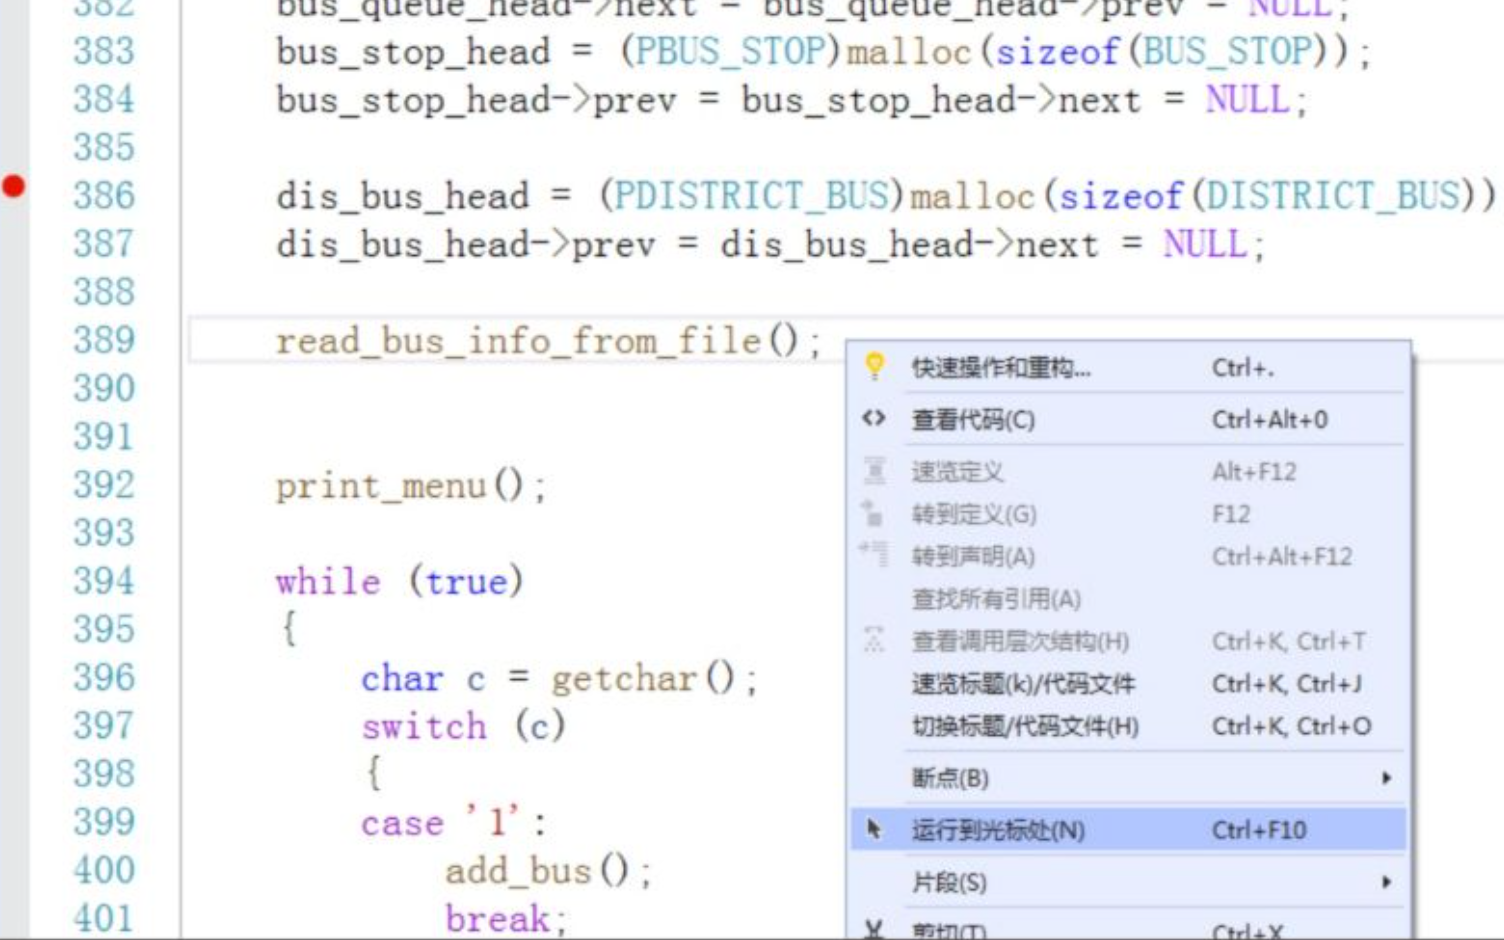 382 bus_queue_head->next = bus_queue_head->prev = NULL;
383 bus_stop_head = (PBUS_STOP)malloc(sizeof(BUS_STOP));
384 bus_stop_head->prev = bus_stop_head->next = NULL;
385
386 dis_bus_head = (PDISTRICT_BUS)malloc(sizeof(DISTRICT_BUS))
387 dis_bus_head->prev = dis_bus_head->next = NULL;
388
389 read_bus_info_from_file();
390
391
392 print_menu();
393
394 while (true)
395 {
396 char c = getchar();
397 switch (c)
398 {
399 case '1':
400 add_bus();
401 break;
快速操作和重构... Ctrl+.
查看代码(C) Ctrl+Alt+0
速览定义 Alt+F12
转到定义(G) F12
转到声明(A) Ctrl+Alt+F12
查找所有引用(A)
查看调用层次结构(H) Ctrl+K, Ctrl+T
速览标题(k)/代码文件 Ctrl+K, Ctrl+J
切换标题/代码文件(H) Ctrl+K, Ctrl+O
断点(B)
运行到光标处(N) Ctrl+F10
片段(S)
剪切(T) Ctrl+X